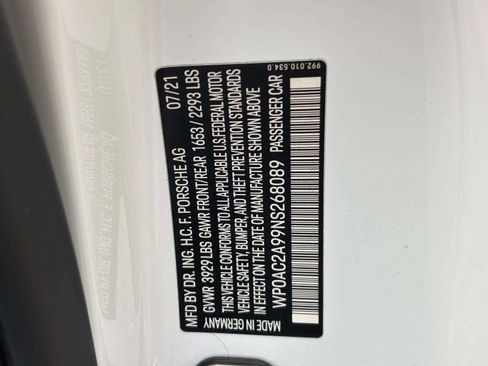 992.010.534.0
MFD BY DR. ING. H.C. F. PORSCHE AG 07/21
GVWR 3929 LBS GAWR FRONT/REAR 1653 / 2293 LBS
THIS VEHICLE CONFORMS TO ALL APPLICABLE U.S. FEDERAL MOTOR
VEHICLE SAFETY, BUMPER, AND THEFT PREVENTION STANDARDS
IN EFFECT ON THE DATE OF MANUFACTURE SHOWN ABOVE
WP0AC2A99NS268089 PASSENGER CAR
MADE IN GERMANY